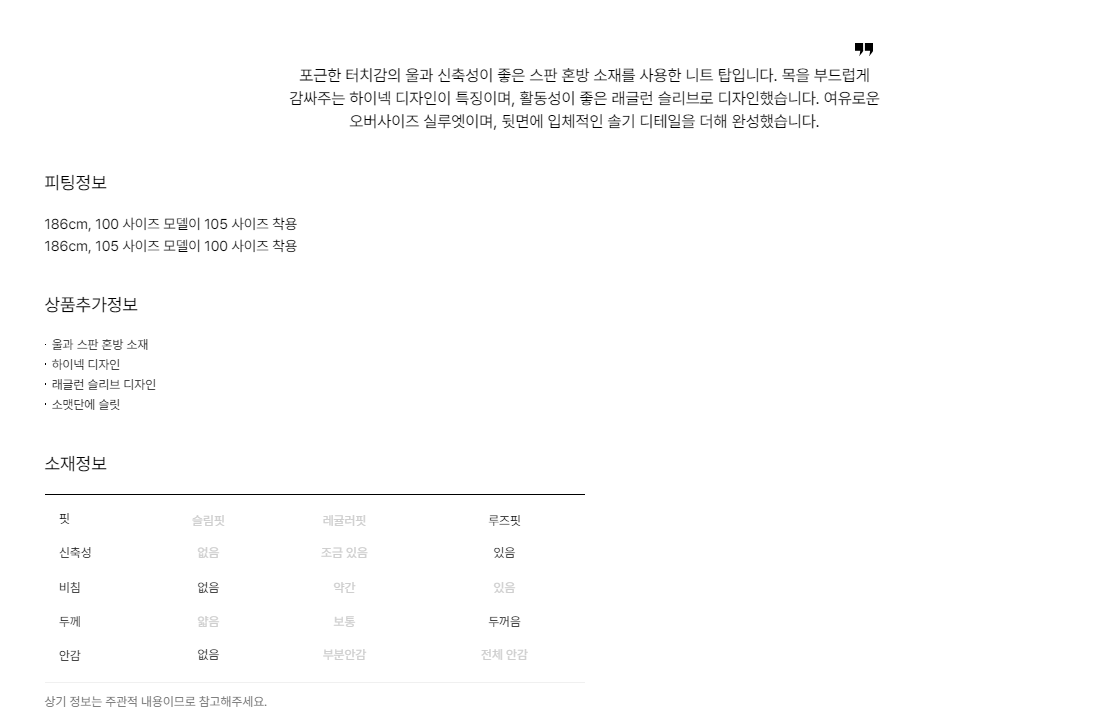 ❞
포근한 터치감의 울과 신축성이 좋은 스판 혼방 소재를 사용한 니트 탑입니다. 목을 부드럽게
감싸주는 하이넥 디자인이 특징이며, 활동성이 좋은 래글런 슬리브로 디자인했습니다. 여유로운
오버사이즈 실루엣이며, 뒷면에 입체적인 솔기 디테일을 더해 완성했습니다.
피팅정보
186cm, 100 사이즈 모델이 105 사이즈 착용
186cm, 105 사이즈 모델이 100 사이즈 착용
상품추가정보
· 울과 스판 혼방 소재
· 하이넥 디자인
· 래글런 슬리브 디자인
· 소맷단에 슬릿
소재정보
핏 슬림핏 레귤러핏 루즈핏
신축성 없음 조금 있음 있음
비침 없음 약간 있음
두께 얇음 보통 두꺼움
안감 없음 부분안감 전체 안감
상기 정보는 주관적 내용이므로 참고해주세요.